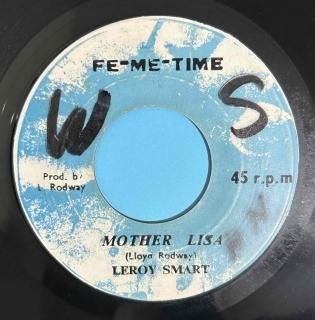 FE-ME-TIME
W S
Prod. by
L. Rodway
45 r.p.m
MOTHER LISA
(Lloyd Rodway)
LEROY SMART